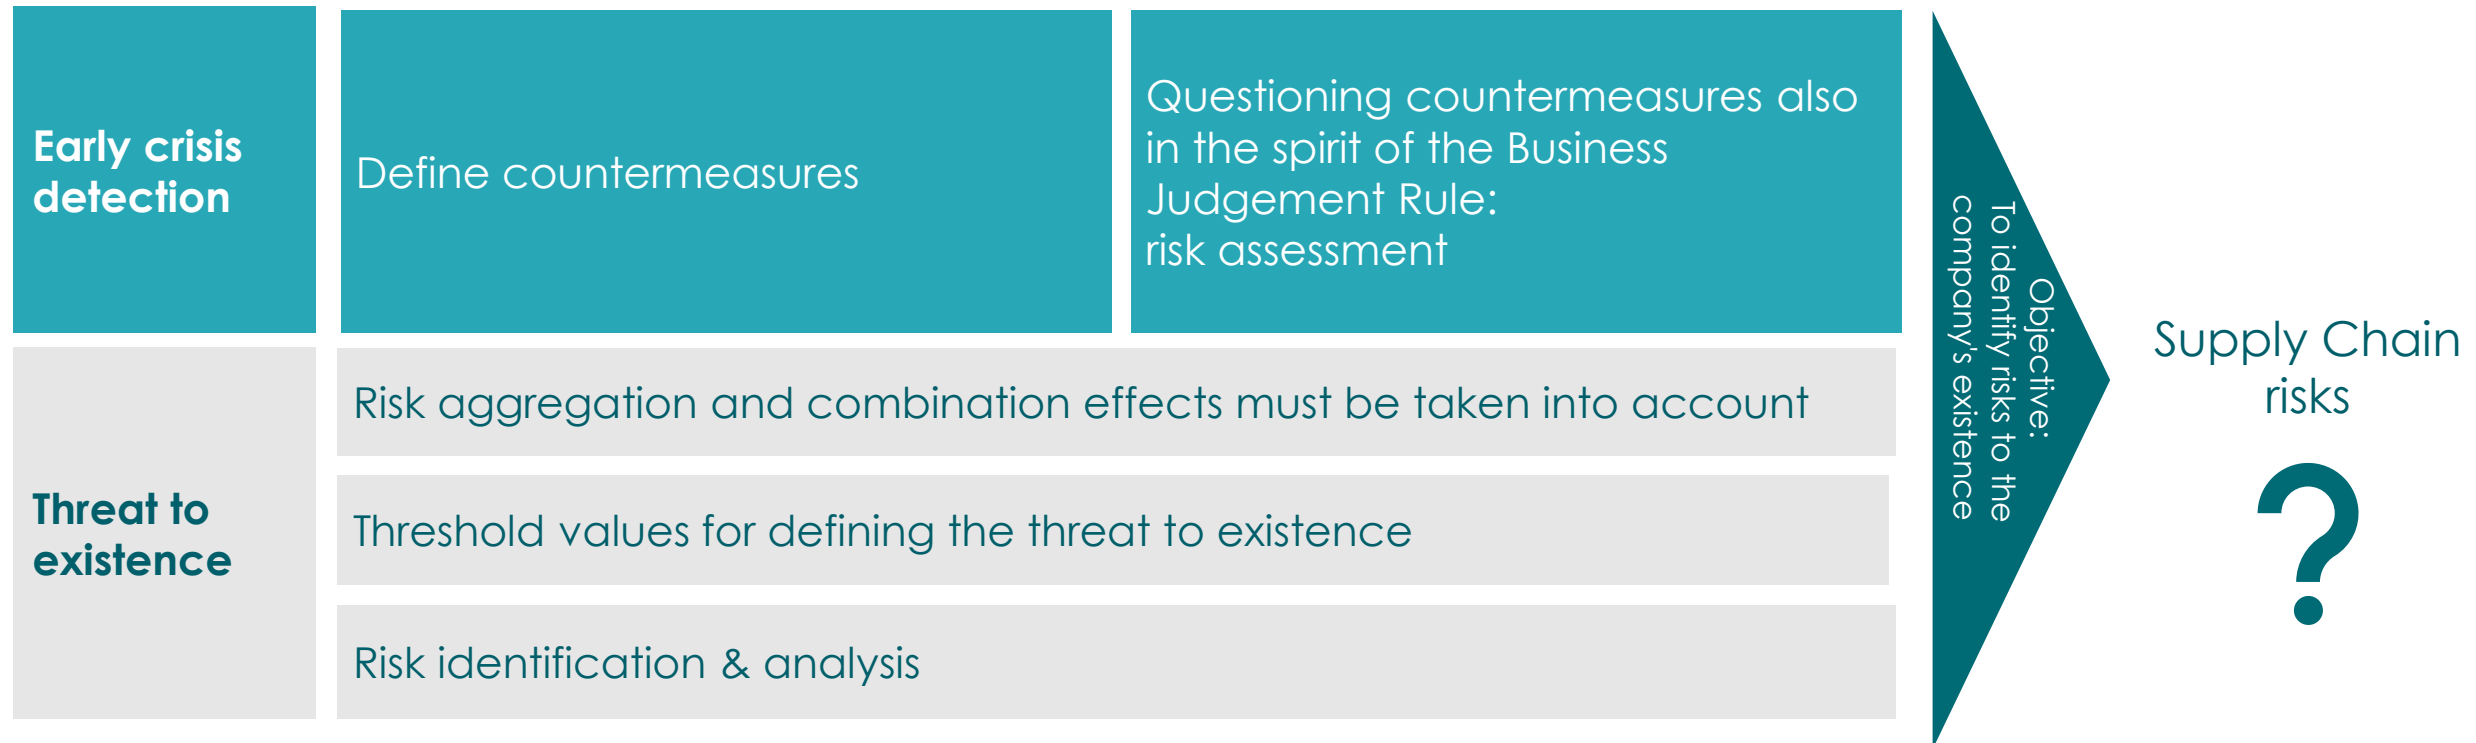 Early crisis
detection
Define countermeasures
Questioning countermeasures also
in the spirit of the Business
Judgement Rule:
risk assessment
Threat to
existence
Risk aggregation and combination effects must be taken into account
Threshold values for defining the threat to existence
Risk identification & analysis
Objective:
To identify risks to the
company's existence
Supply Chain
risks
?